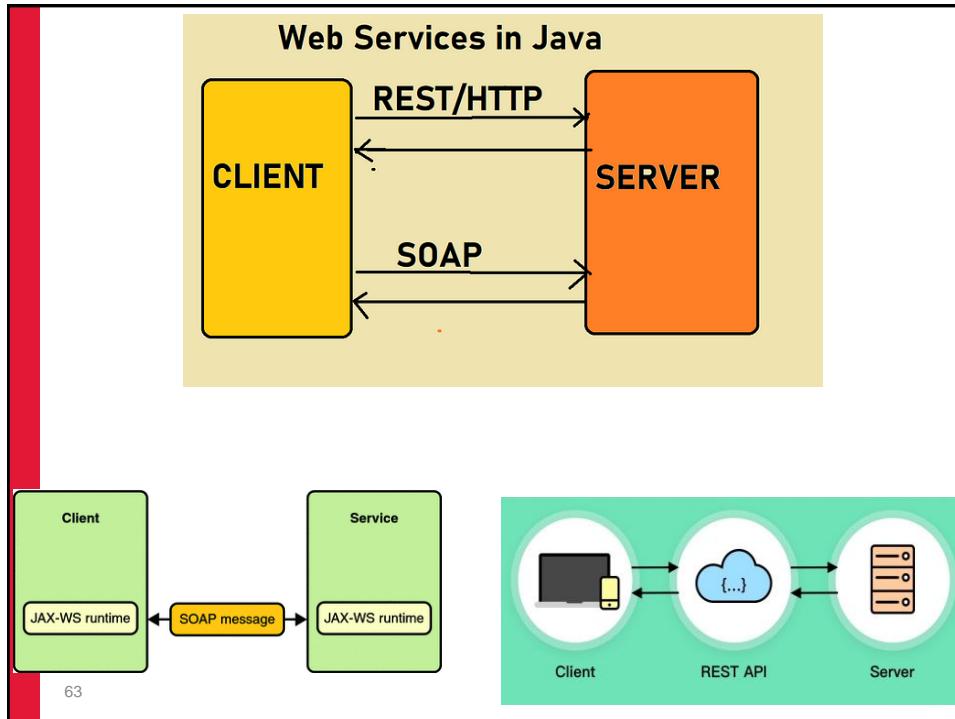 Web Services in Java
REST/HTTP
CLIENT
SERVER
SOAP
Client
Service
JAX-WS runtime
SOAP message
JAX-WS runtime
{...}
Client
REST API
Server
63